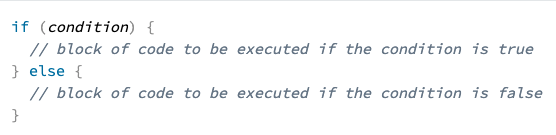 if (condition) {
  // block of code to be executed if the condition is true
} else {
  // block of code to be executed if the condition is false
}